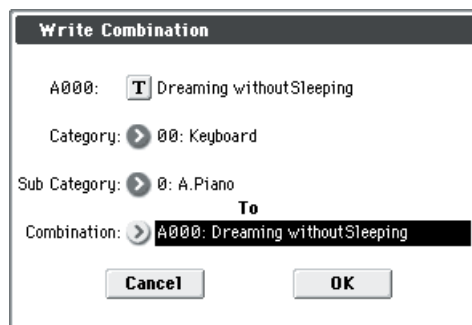 Write Combination
A000: T Dreaming withoutSleeping
Category: 00: Keyboard
Sub Category: 0: A.Piano
To
Combination: A000: Dreaming withoutSleeping
Cancel OK